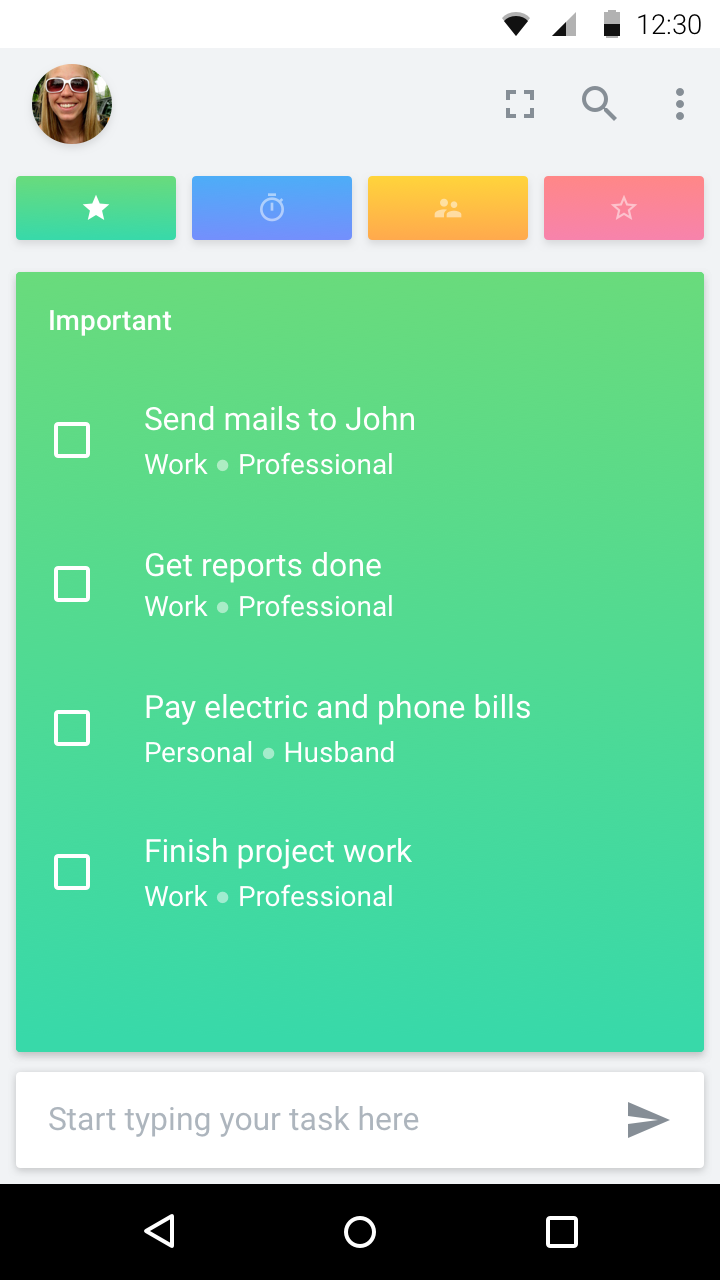 12:30
Important
Send mails to John
Work ● Professional
Get reports done
Work ● Professional
Pay electric and phone bills
Personal ● Husband
Finish project work
Work ● Professional
Start typing your task here